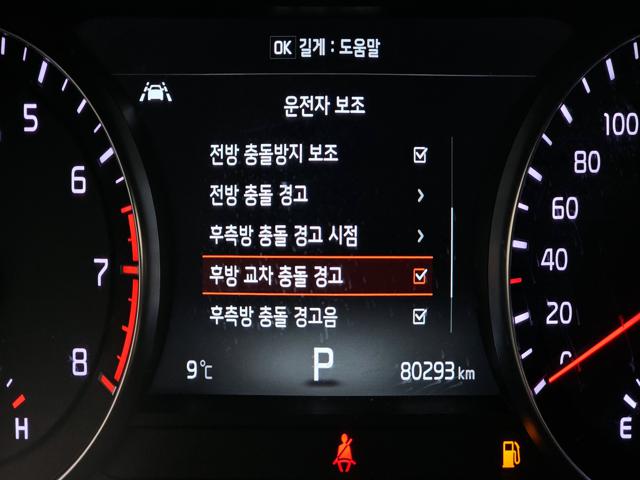 OK 길게 : 도움말
운전자 보조
전방 충돌방지 보조
전방 충돌 경고
후측방 충돌 경고 시점
후방 교차 충돌 경고
후측방 충돌 경고음
9℃ P 80293 km
5
6
7
8
H
100
80
60
40
20
0
E